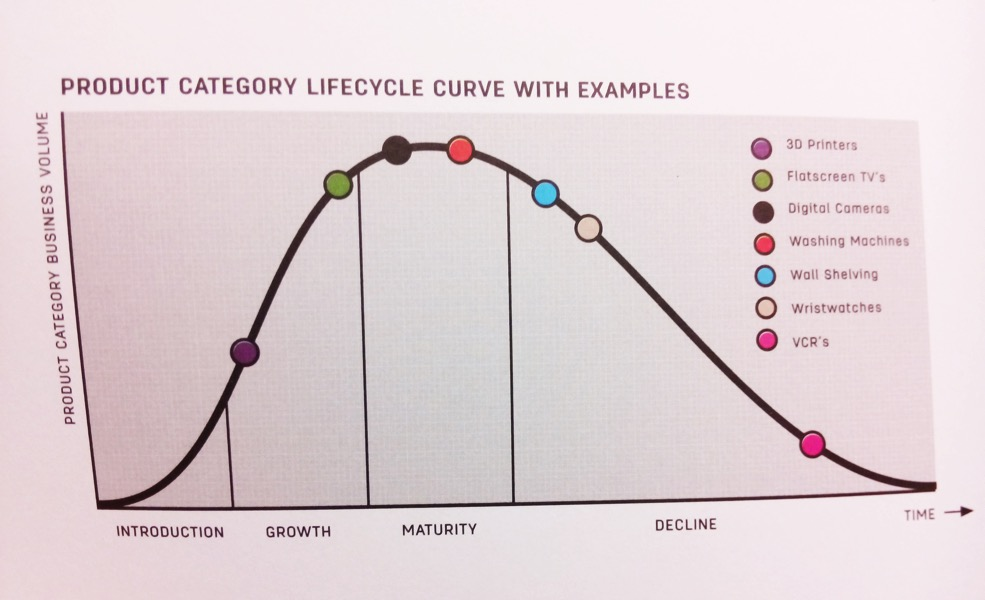 PRODUCT CATEGORY LIFECYCLE CURVE WITH EXAMPLES
PRODUCT CATEGORY BUSINESS VOLUME
3D Printers
Flatscreen TV's
Digital Cameras
Washing Machines
Wall Shelving
Wristwatches
VCR's
INTRODUCTION GROWTH MATURITY DECLINE
TIME